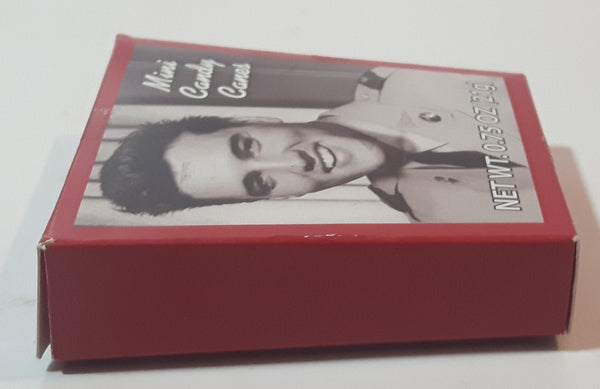 Mini
Candy
Canes
NET WT. 0.75 OZ (21g)